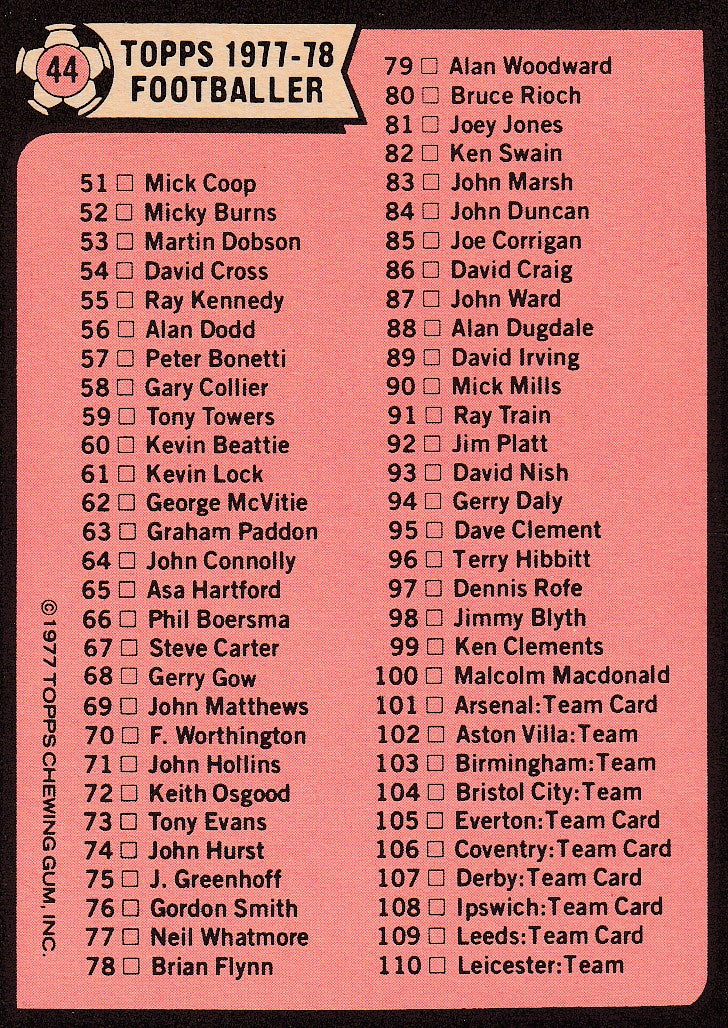 44
TOPPS 1977-78
FOOTBALLER
51 □ Mick Coop
52 □ Micky Burns
53 □ Martin Dobson
54 □ David Cross
55 □ Ray Kennedy
56 □ Alan Dodd
57 □ Peter Bonetti
58 □ Gary Collier
59 □ Tony Towers
60 □ Kevin Beattie
61 □ Kevin Lock
62 □ George McVitie
63 □ Graham Paddon
64 □ John Connolly
65 □ Asa Hartford
66 □ Phil Boersma
67 □ Steve Carter
68 □ Gerry Gow
69 □ John Matthews
70 □ F. Worthington
71 □ John Hollins
72 □ Keith Osgood
73 □ Tony Evans
74 □ John Hurst
75 □ J. Greenhoff
76 □ Gordon Smith
77 □ Neil Whatmore
78 □ Brian Flynn
79 □ Alan Woodward
80 □ Bruce Rioch
81 □ Joey Jones
82 □ Ken Swain
83 □ John Marsh
84 □ John Duncan
85 □ Joe Corrigan
86 □ David Craig
87 □ John Ward
88 □ Alan Dugdale
89 □ David Irving
90 □ Mick Mills
91 □ Ray Train
92 □ Jim Platt
93 □ David Nish
94 □ Gerry Daly
95 □ Dave Clement
96 □ Terry Hibbitt
97 □ Dennis Rofe
98 □ Jimmy Blyth
99 □ Ken Clements
100 □ Malcolm Macdonald
101 □ Arsenal:Team Card
102 □ Aston Villa:Team
103 □ Birmingham:Team
104 □ Bristol City:Team
105 □ Everton:Team Card
106 □ Coventry:Team Card
107 □ Derby:Team Card
108 □ Ipswich:Team Card
109 □ Leeds:Team Card
110 □ Leicester:Team
© 1977 TOPPS CHEWING GUM, INC.